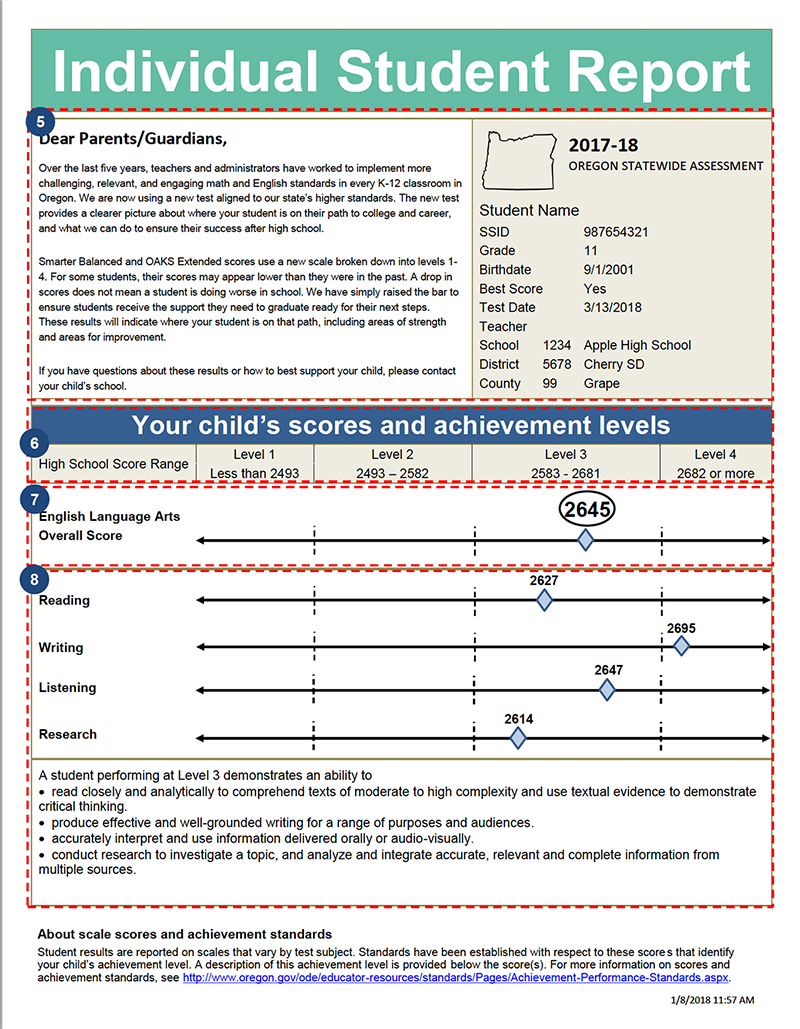 Individual Student Report
5
Dear Parents/Guardians,
Over the last five years, teachers and administrators have worked to implement more
challenging, relevant, and engaging math and English standards in every K-12 classroom in
Oregon. We are now using a new test aligned to our state's higher standards. The new test
provides a clearer picture about where your student is on their path to college and career,
and what we can do to ensure their success after high school.
Smarter Balanced and OAKS Extended scores use a new scale broken down into levels 1-
4. For some students, their scores may appear lower than they were in the past. A drop in
scores does not mean a student is doing worse in school. We have simply raised the bar to
ensure students receive the support they need to graduate ready for their next steps.
These results will indicate where your student is on that path, including areas of strength
and areas for improvement.
If you have questions about these results or how to best support your child, please contact
your child's school.
2017-18
OREGON STATEWIDE ASSESSMENT
Student Name
SSID 987654321
Grade 11
Birthdate 9/1/2001
Best Score Yes
Test Date 3/13/2018
Teacher
School 1234 Apple High School
District 5678 Cherry SD
County 99 Grape
Your child's scores and achievement levels
6
High School Score Range
Level 1 Level 2 Level 3 Level 4
Less than 2493 2493 – 2582 2583 - 2681 2682 or more
7
English Language Arts
Overall Score
2645
8
2627
Reading
2695
Writing
2647
Listening
2614
Research
A student performing at Level 3 demonstrates an ability to
• read closely and analytically to comprehend texts of moderate to high complexity and use textual evidence to demonstrate
critical thinking.
• produce effective and well-grounded writing for a range of purposes and audiences.
• accurately interpret and use information delivered orally or audio-visually.
• conduct research to investigate a topic, and analyze and integrate accurate, relevant and complete information from
multiple sources.
About scale scores and achievement standards
Student results are reported on scales that vary by test subject. Standards have been established with respect to these scores that identify
your child's achievement level. A description of this achievement level is provided below the score(s). For more information on scores and
achievement standards, see http://www.oregon.gov/ode/educator-resources/standards/Pages/Achievement-Performance-Standards.aspx.
1/8/2018 11:57 AM